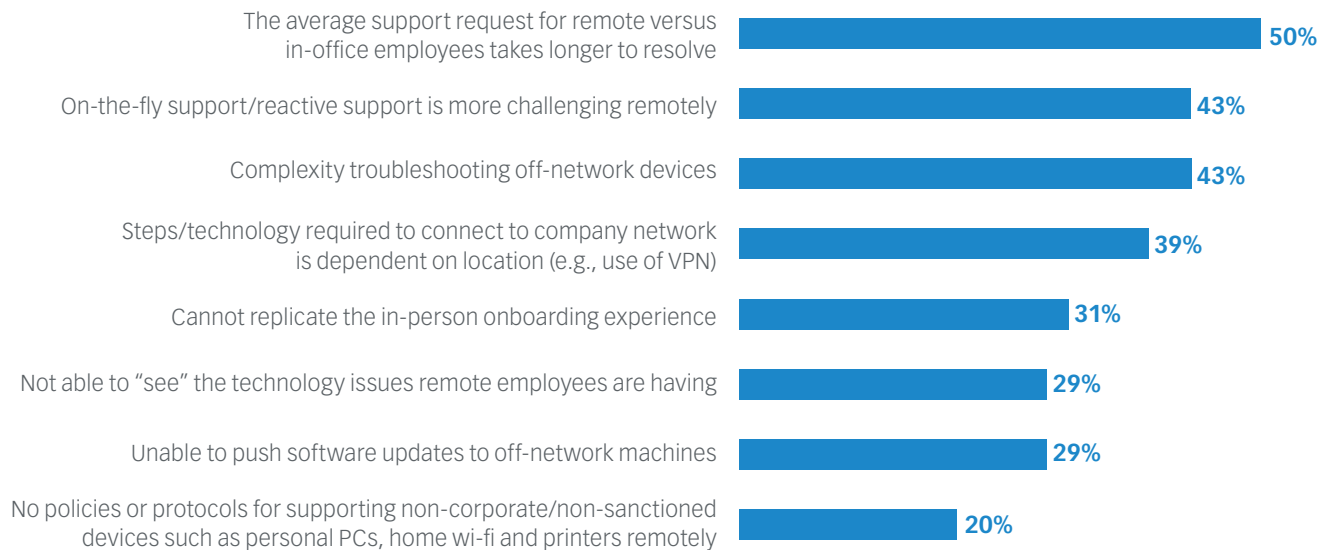 The average support request for remote versus
in-office employees takes longer to resolve
50%
On-the-fly support/reactive support is more challenging remotely
43%
Complexity troubleshooting off-network devices
43%
Steps/technology required to connect to company network
is dependent on location (e.g., use of VPN)
39%
Cannot replicate the in-person onboarding experience
31%
Not able to “see” the technology issues remote employees are having
29%
Unable to push software updates to off-network machines
29%
No policies or protocols for supporting non-corporate/non-sanctioned
devices such as personal PCs, home wi-fi and printers remotely
20%